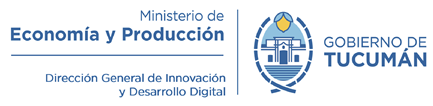 Ministerio de
Economía y Producción
Dirección General de Innovación
y Desarrollo Digital
GOBIERNO DE
TUCUMÁN